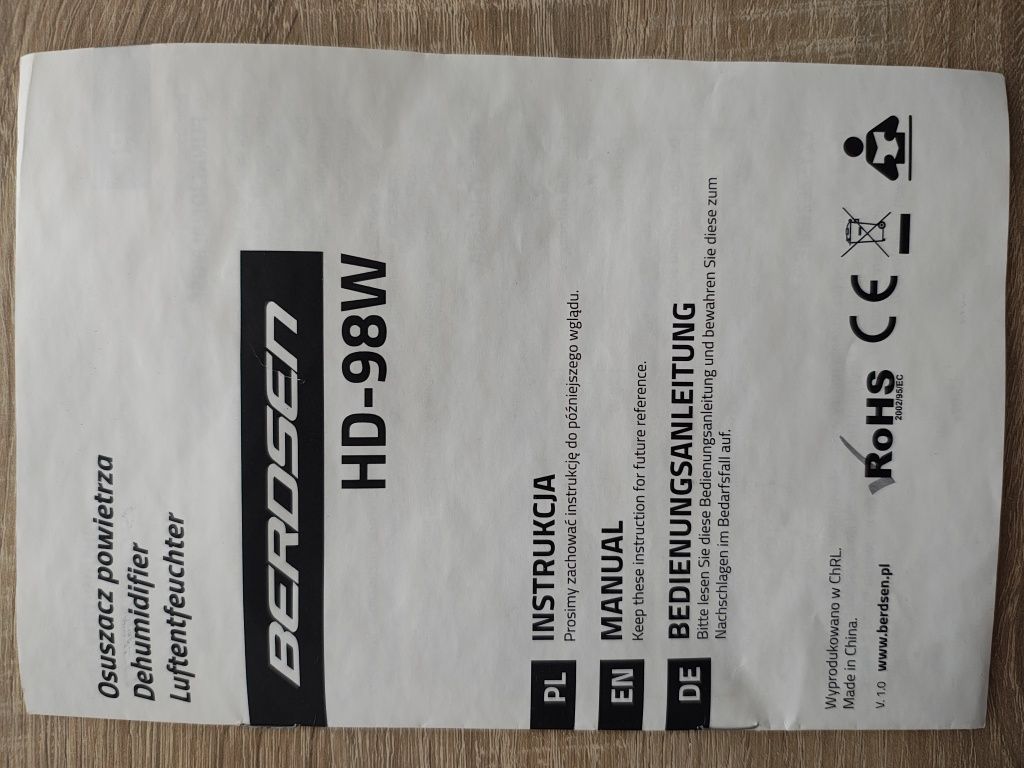 Osuszacz powietrza
Dehumidifier
Luftentfeuchter
BERDSEN
HD-98W
PL INSTRUKCJA
Prosimy zachować instrukcję do późniejszego wglądu.
EN MANUAL
Keep these instruction for future reference.
DE BEDIENUNGSANLEITUNG
Bitte lesen Sie diese Bedienungsanleitung und bewahren Sie diese zum
Nachschlagen im Bedarfsfall auf.
Wyprodukowano w ChRL.
Made in China.
V. 1.0 www.berdsen.pl
RoHS
2002/95/EC
CE